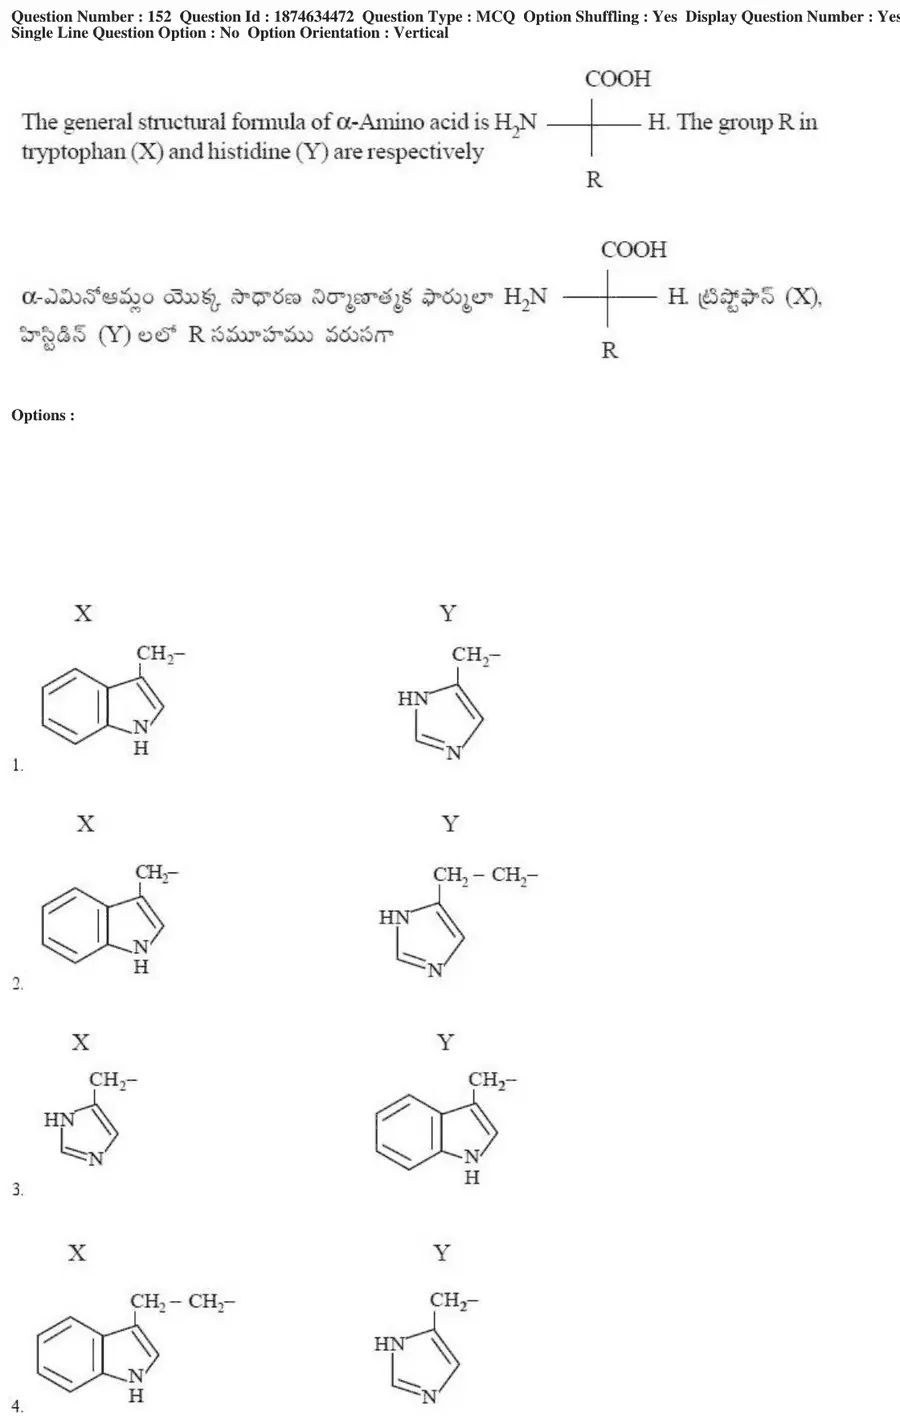 Question Number : 152 Question Id : 1874634472 Question Type : MCQ Option Shuffling : Yes Display Question Number : Yes
Single Line Question Option : No Option Orientation : Vertical
COOH
The general structural formula of α-Amino acid is H₂N H. The group R in
tryptophan (X) and histidine (Y) are respectively
R
COOH
α-ఎమినోఆమ్లం యొక్క సాధారణ నిర్మాణాత్మక ఫార్ములా H₂N H. ట్రిప్టోఫాన్ (X),
హిస్టిడిన్ (Y) లలో R సమూహము వరుసగా
R
Options :
X Y
CH₂– CH₂–
HN
N N
H
1.
X Y
CH₂– CH₂ – CH₂–
HN
N N
H
2.
X Y
CH₂– CH₂–
HN
N N
H
3.
X Y
CH₂ – CH₂– CH₂–
HN
N N
H
4.